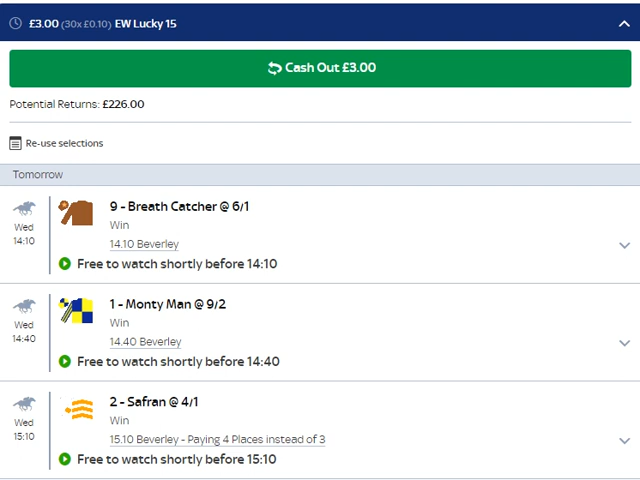 £3.00 (30x £0.10) EW Lucky 15
Cash Out £3.00
Potential Returns: £226.00
Re-use selections
Tomorrow
Wed
14:10
9 - Breath Catcher @ 6/1
Win
14.10 Beverley
Free to watch shortly before 14:10
Wed
14:40
1 - Monty Man @ 9/2
Win
14.40 Beverley
Free to watch shortly before 14:40
Wed
15:10
2 - Safran @ 4/1
Win
15.10 Beverley - Paying 4 Places instead of 3
Free to watch shortly before 15:10